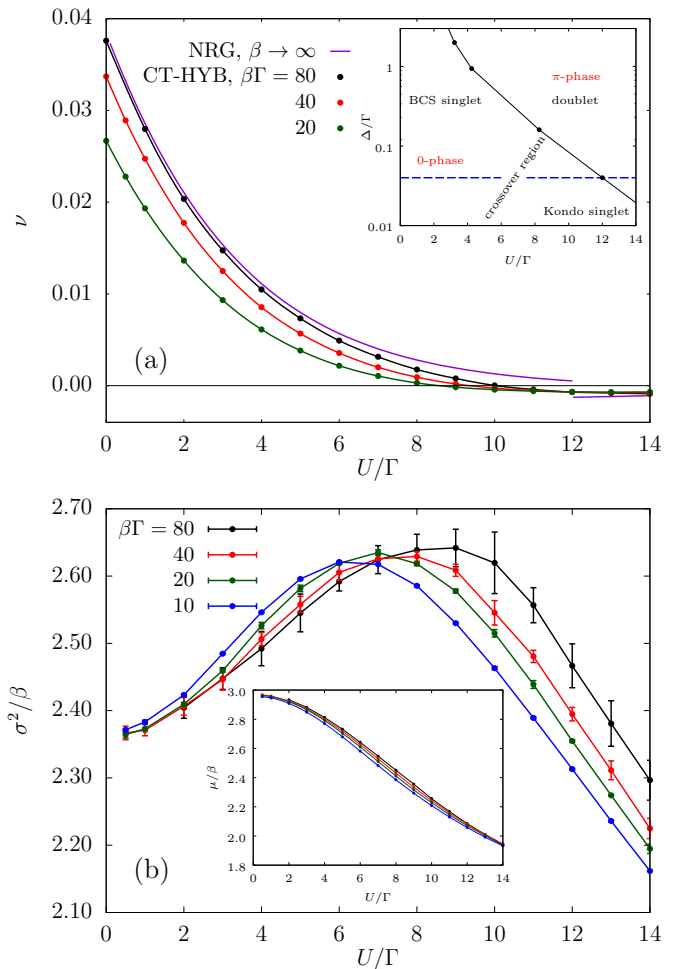 0.04
0.03
0.02
0.01
0.00
ν
NRG, β → ∞
CT-HYB, βΓ = 80
40
20
(a)
0 2 4 6 8 10 12 14
U/Γ
1
0.1
0.01
Δ/Γ
π-phase
BCS singlet doublet
0-phase
crossover region
Kondo singlet
0 2 4 6 8 10 12 14
U/Γ
2.70
2.60
2.50
2.40
2.30
2.20
2.10
σ²/β
βΓ = 80
40
20
10
(b)
0 2 4 6 8 10 12 14
U/Γ
3.0
2.8
2.6
2.4
2.2
2.0
1.8
μ/β
0 2 4 6 8 10 12 14
U/Γ